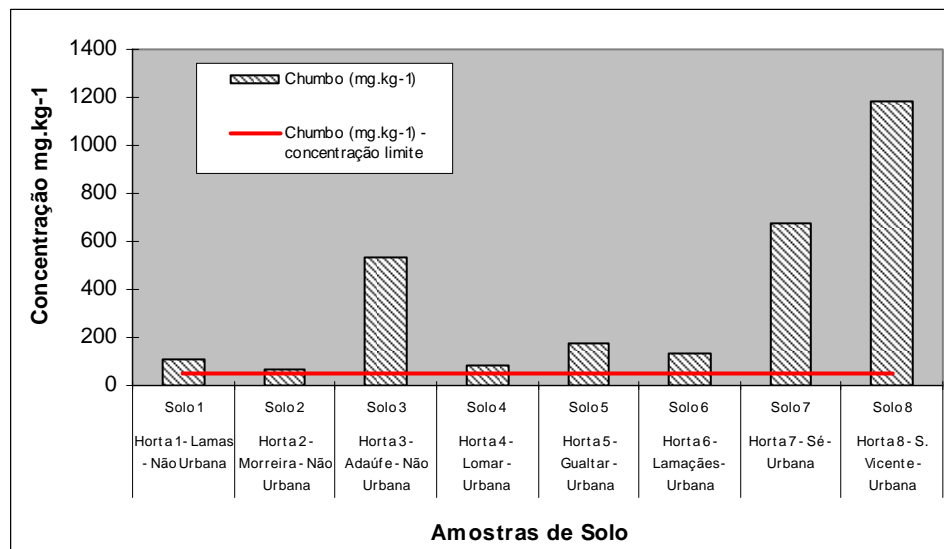 Concentração mg.kg-1
1400
1200
1000
800
600
400
200
0
Chumbo (mg.kg-1)
Chumbo (mg.kg-1) -
concentração limite
Solo 1
Solo 2
Solo 3
Solo 4
Solo 5
Solo 6
Solo 7
Solo 8
Horta 1 - Lamas
- Não Urbana
Horta 2 -
Morreira - Não
Urbana
Horta 3 -
Adaúfe - Não
Urbana
Horta 4 -
Lomar -
Urbana
Horta 5 -
Gualtar -
Urbana
Horta 6 -
Lamações-
Urbana
Horta 7 - Sé -
Urbana
Horta 8 - S.
Vicente -
Urbana
Amostras de Solo